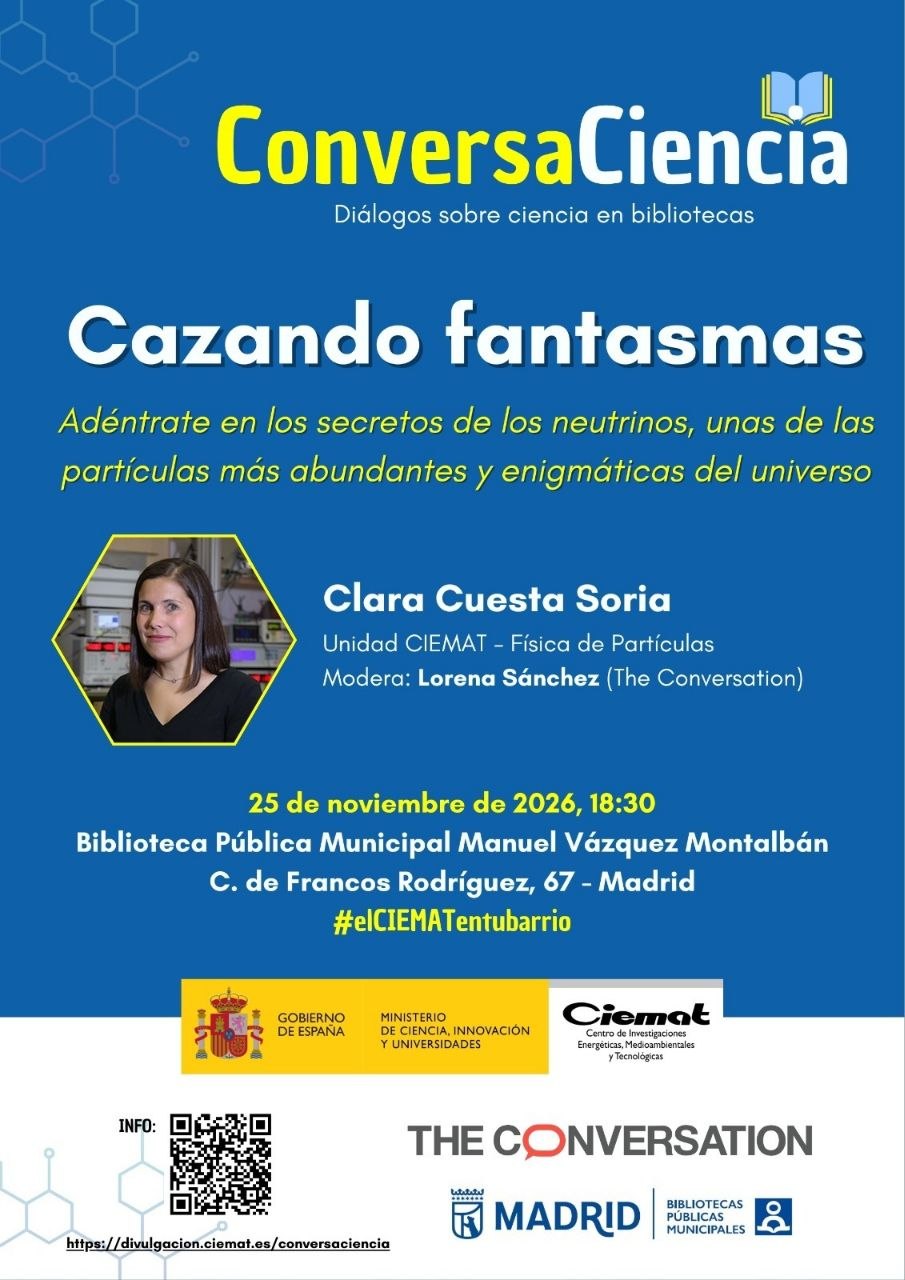 ConversaCiencia
Diálogos sobre ciencia en bibliotecas
Cazando fantasmas
Adéntrate en los secretos de los neutrinos, unas de las
partículas más abundantes y enigmáticas del universo
Clara Cuesta Soria
Unidad CIEMAT - Física de Partículas
Modera: Lorena Sánchez (The Conversation)
25 de noviembre de 2026, 18:30
Biblioteca Pública Municipal Manuel Vázquez Montalbán
C. de Francos Rodríguez, 67 - Madrid
#elCIEMATentubarrio
GOBIERNO
DE ESPAÑA
MINISTERIO
DE CIENCIA, INNOVACIÓN
Y UNIVERSIDADES
Ciemat
Centro de Investigaciones
Energéticas, Medioambientales
y Tecnológicas
INFO:
https://divulgacion.ciemat.es/conversaciencia
THE CONVERSATION
MADRID
BIBLIOTECAS
PÚBLICAS
MUNICIPALES